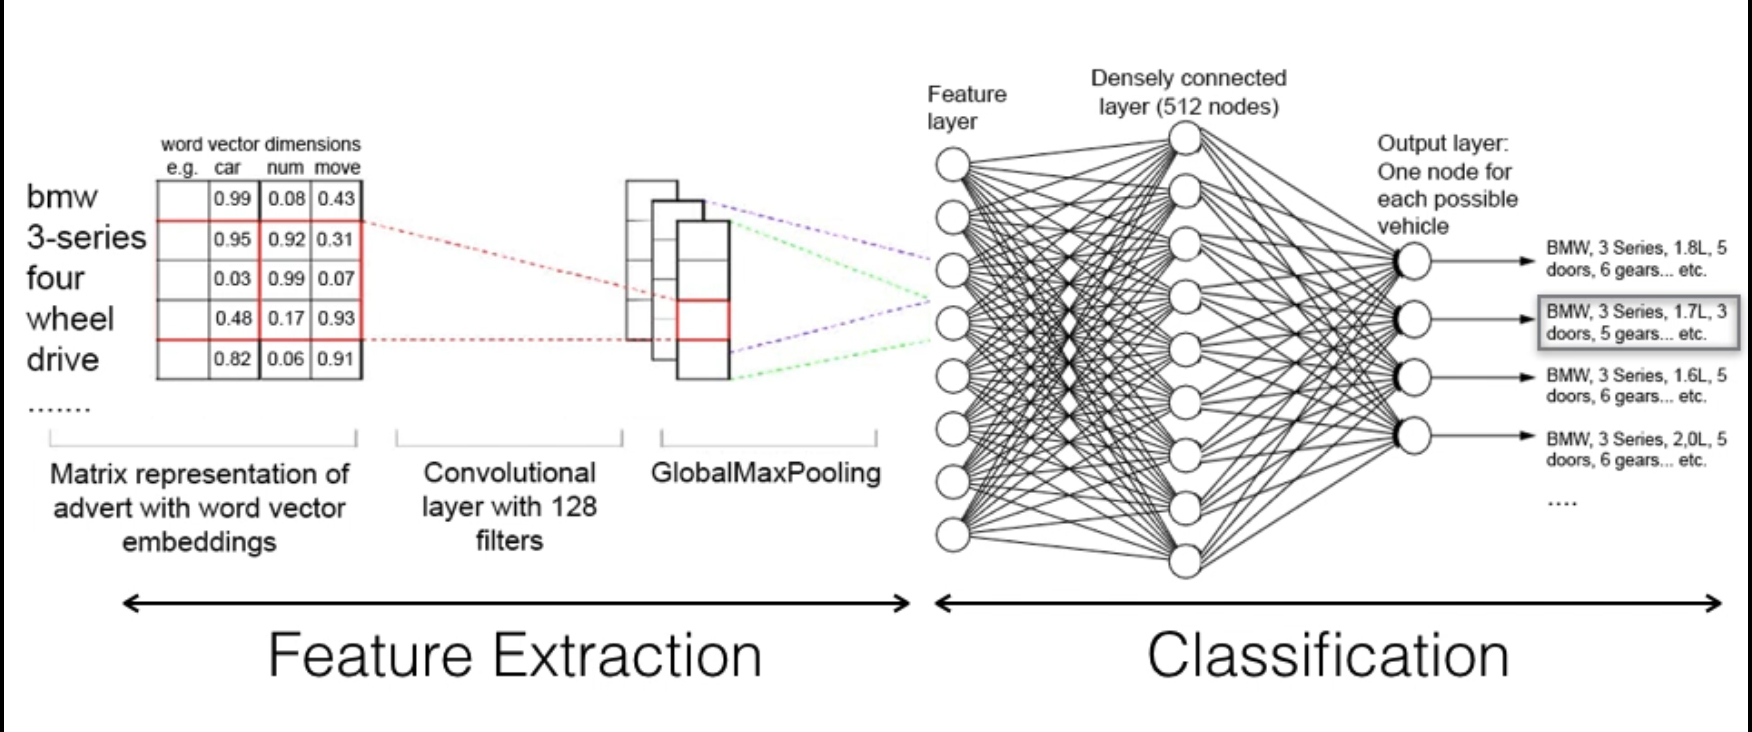 word vector dimensions
e.g. car num move
bmw 0.99 0.08 0.43
3-series 0.95 0.92 0.31
four 0.03 0.99 0.07
wheel 0.48 0.17 0.93
drive 0.82 0.06 0.91
.......
Matrix representation of
advert with word vector
embeddings
Convolutional
layer with 128
filters
GlobalMaxPooling
Feature
layer
Densely connected
layer (512 nodes)
Output layer:
One node for
each possible
vehicle
BMW, 3 Series, 1.8L, 5
doors, 6 gears... etc.
BMW, 3 Series, 1.7L, 3
doors, 5 gears... etc.
BMW, 3 Series, 1.6L, 5
doors, 6 gears... etc.
BMW, 3 Series, 2,0L, 5
doors, 6 gears... etc.
....
Feature Extraction
Classification